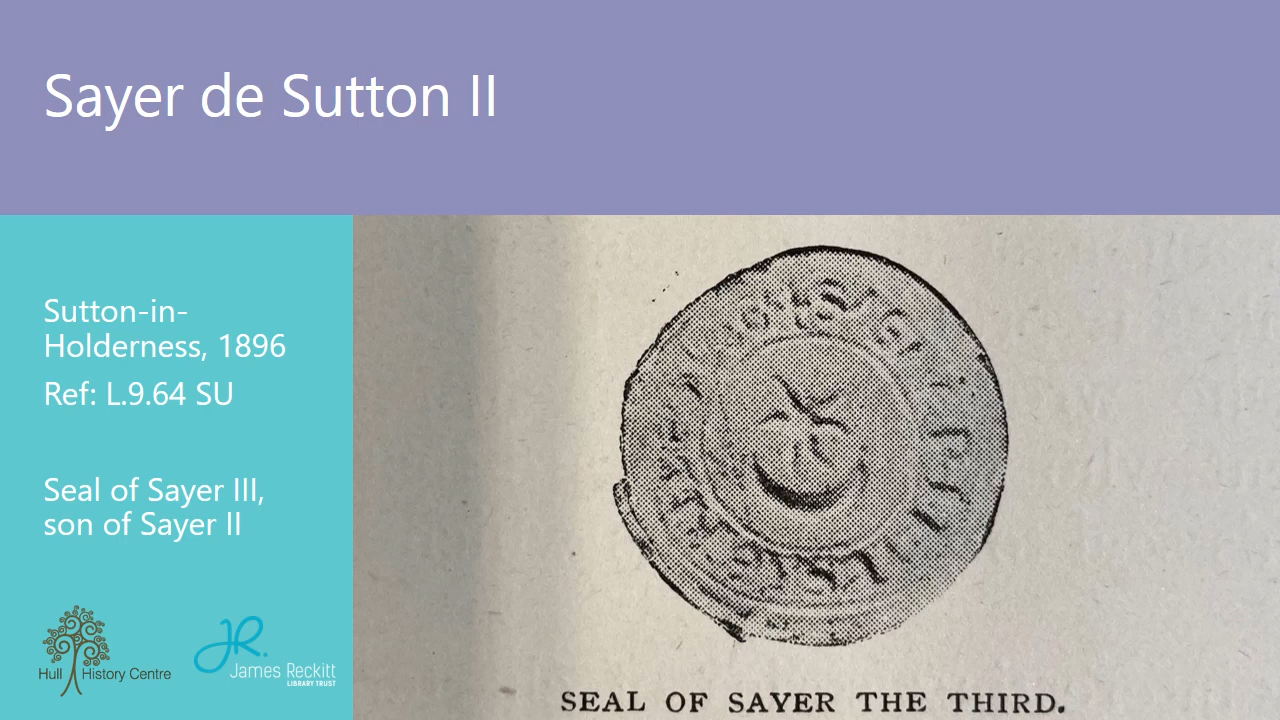 Sayer de Sutton II
Sutton-in-
Holderness, 1896
Ref: L.9.64 SU
Seal of Sayer III,
son of Sayer II
Hull History Centre
JR.
James Reckitt
LIBRARY TRUST
SEAL OF SAYER THE THIRD.